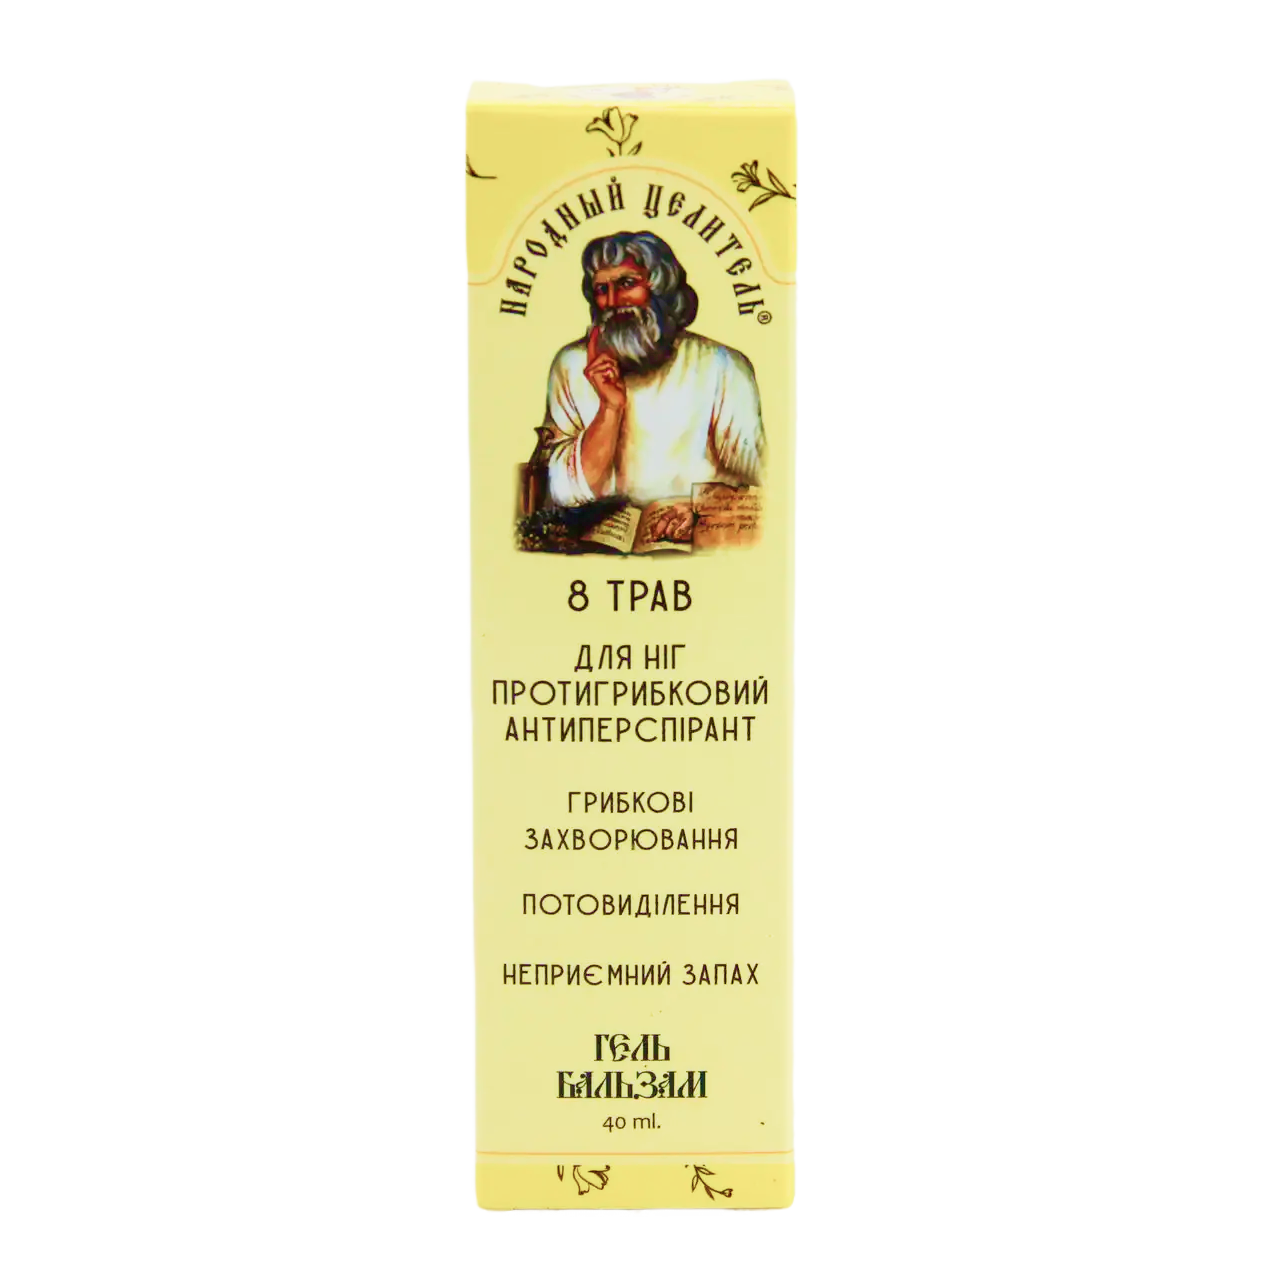 НАРОДНЫЙ ЦЕЛИТЕЛЬ®
8 ТРАВ
ДЛЯ НІГ
ПРОТИГРИБКОВИЙ
АНТИПЕРСПІРАНТ
ГРИБКОВІ
ЗАХВОРЮВАННЯ
ПОТОВИДІЛЕННЯ
НЕПРИЄМНИЙ ЗАПАХ
ГЕЛЬ
БАЛЬЗАМ
40 ml.